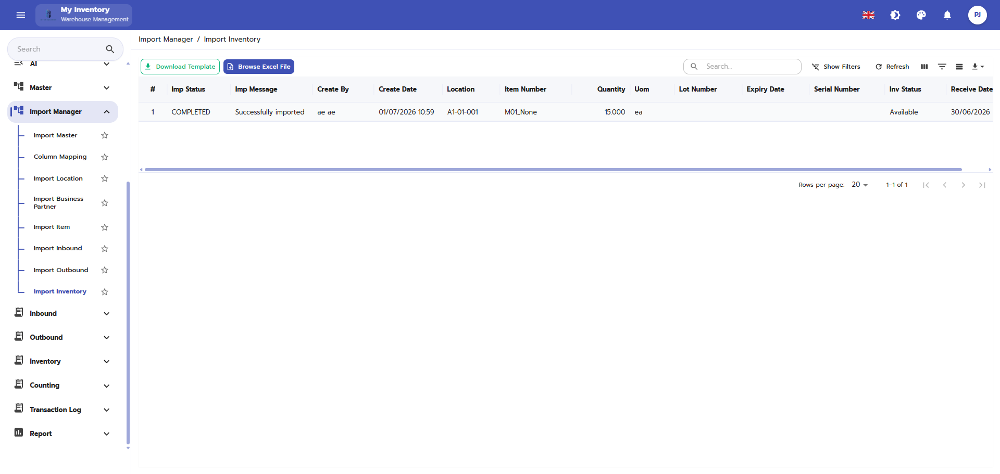 My Inventory
Warehouse Management
PJ
Search
AI
Master
Import Manager
Import Master
Column Mapping
Import Location
Import Business
Partner
Import Item
Import Inbound
Import Outbound
Import Inventory
Inbound
Outbound
Inventory
Counting
Transaction Log
Report
Import Manager / Import Inventory
Download Template
Browse Excel File
Search...
Show Filters
Refresh
# Imp Status Imp Message Create By Create Date Location Item Number Quantity Uom Lot Number Expiry Date Serial Number Inv Status Receive Date
1 COMPLETED Successfully imported ae ae 01/07/2026 10:59 A1-01-001 M01_None 15.000 ea Available 30/06/2026
Rows per page: 20 1–1 of 1